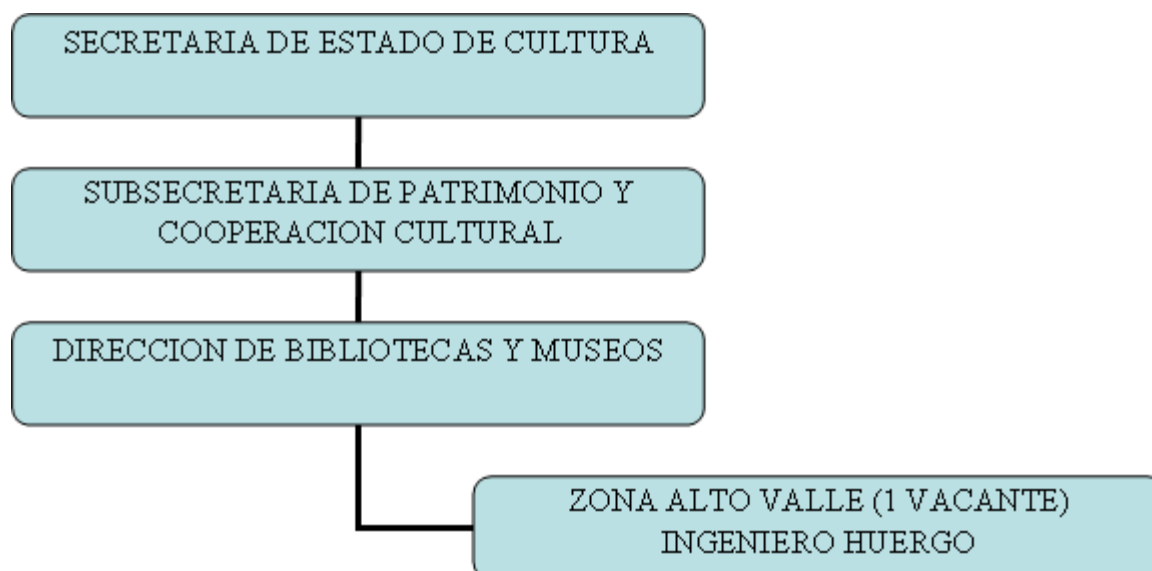 SECRETARIA DE ESTADO DE CULTURA
SUBSECRETARIA DE PATRIMONIO Y
COOPERACION CULTURAL
DIRECCION DE BIBLIOTECAS Y MUSEOS
ZONA ALTO VALLE (1 VACANTE)
INGENIERO HUERGO